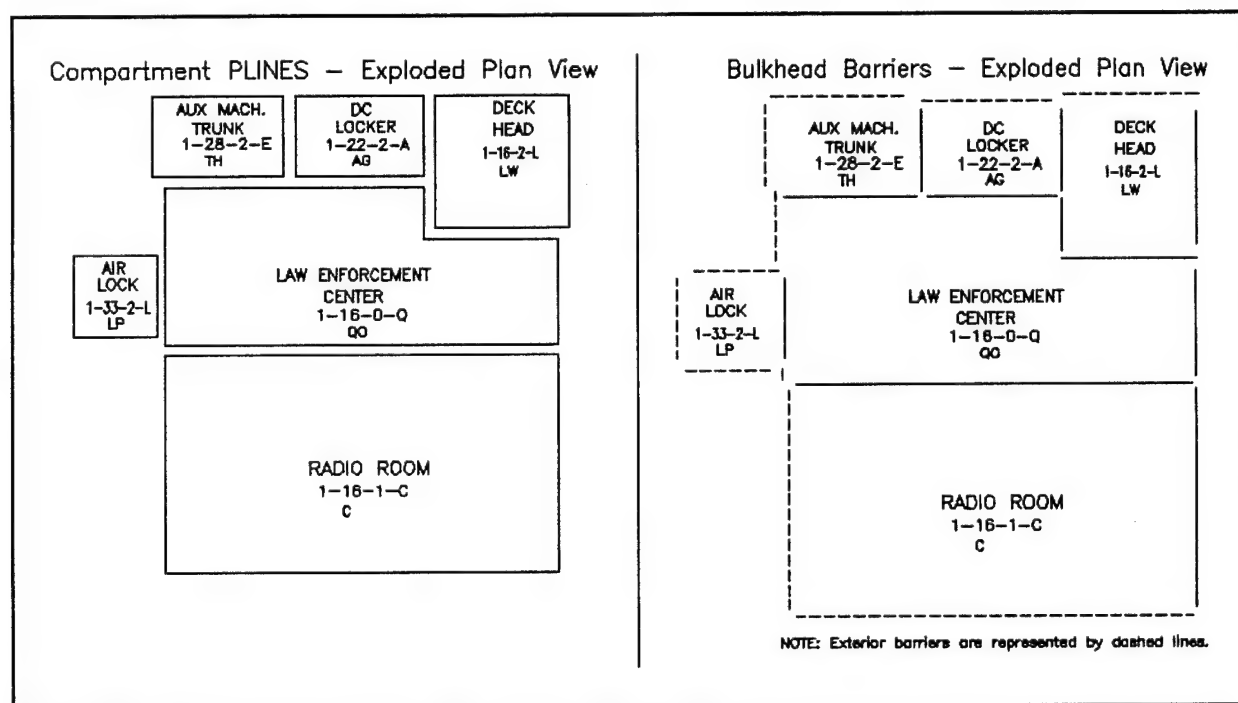 Compartment PLINES – Exploded Plan View
AUX MACH.
TRUNK
1–28–2–E
TH
DC
LOCKER
1–22–2–A
AG
DECK
HEAD
1–16–2–L
LW
AIR
LOCK
1–33–2–L
LP
LAW ENFORCEMENT
CENTER
1–16–0–Q
QO
RADIO ROOM
1–16–1–C
C
Bulkhead Barriers – Exploded Plan View
AUX MACH.
TRUNK
1–28–2–E
TH
DC
LOCKER
1–22–2–A
AG
DECK
HEAD
1–16–2–L
LW
AIR
LOCK
1–33–2–L
LP
LAW ENFORCEMENT
CENTER
1–16–0–Q
QO
RADIO ROOM
1–16–1–C
C
NOTE: Exterior barriers are represented by dashed lines.